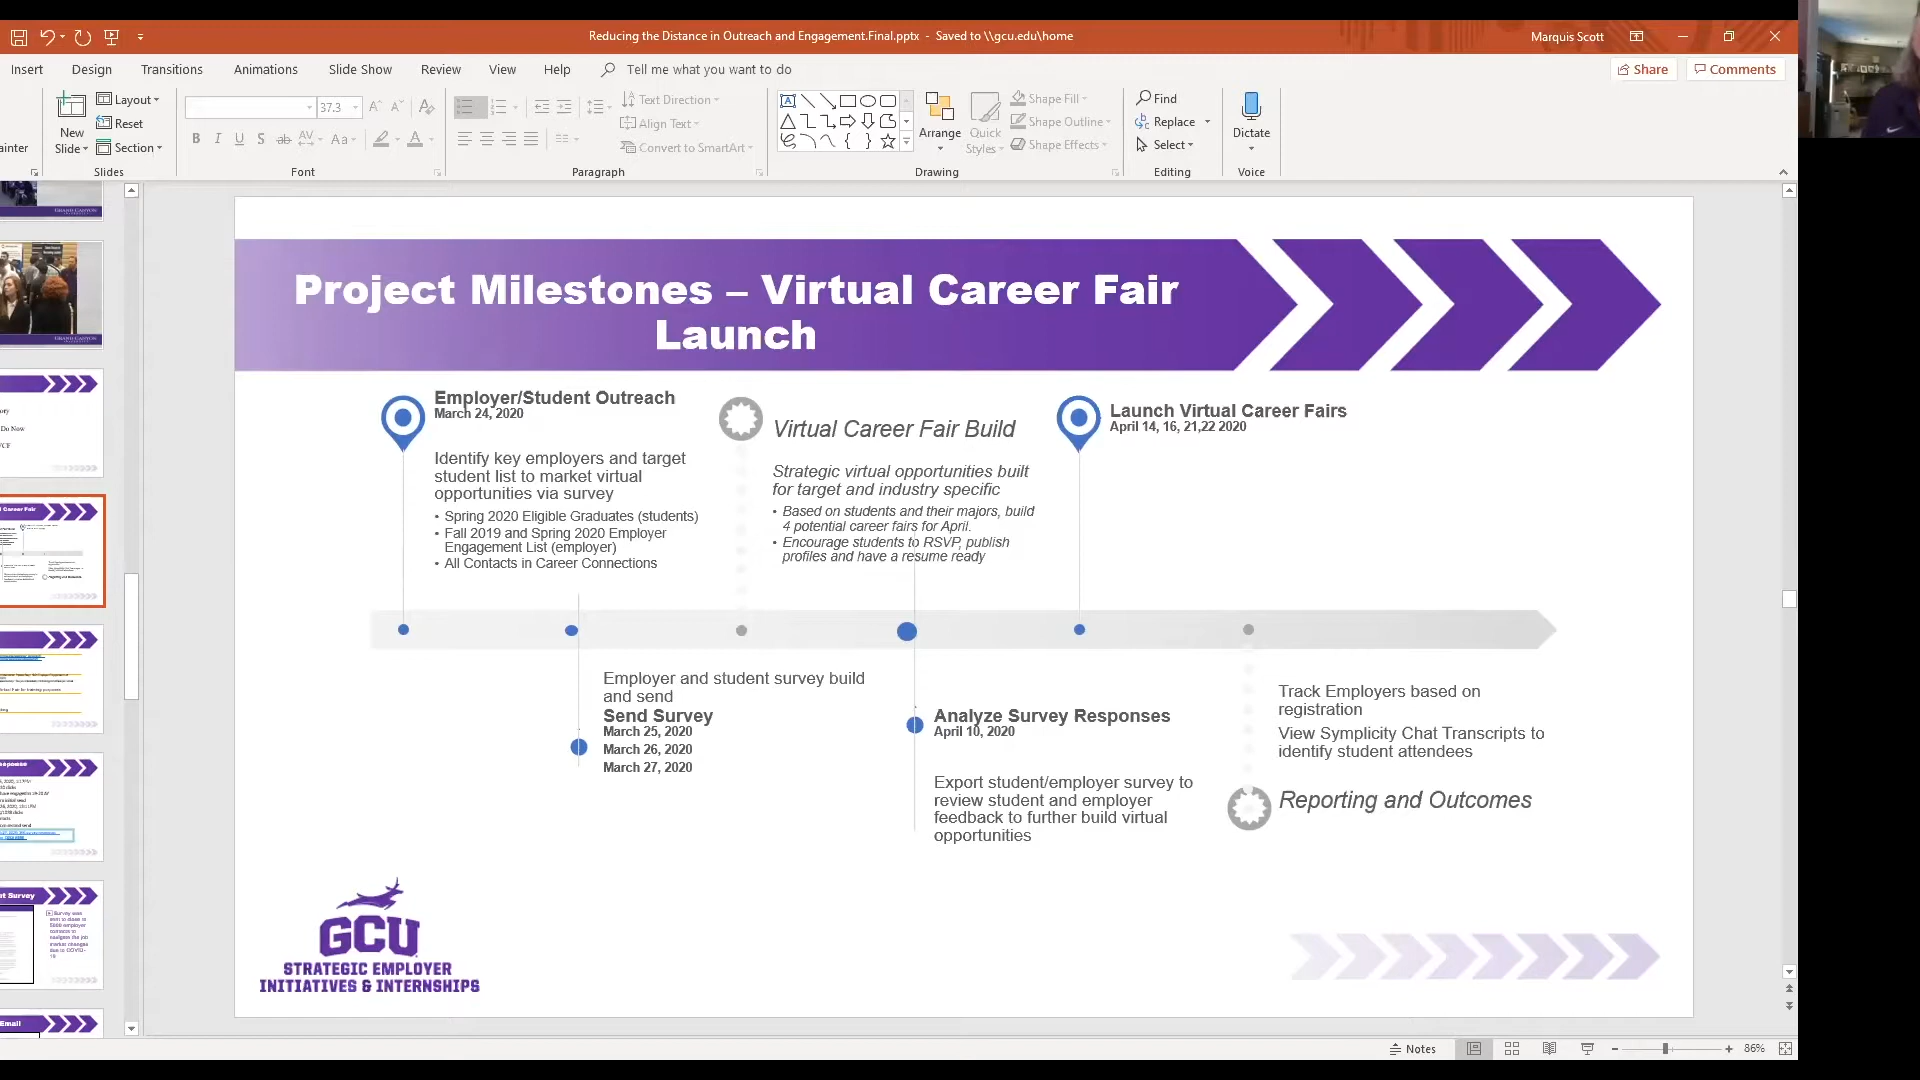 Reducing the Distance in Outreach and Engagement.Final.pptx - Saved to \\gcu.edu\home
Marquis Scott
Insert Design Transitions Animations Slide Show Review View Help Tell me what you want to do
Share Comments
ainter
New Slide
Layout
Reset
Section
Slides
37.3
Font
Text Direction
Align Text
Convert to SmartArt
Paragraph
Arrange
Quick Styles
Shape Fill
Shape Outline
Shape Effects
Drawing
Find
Replace
Select
Editing
Dictate
Voice
Project Milestones – Virtual Career Fair
Launch
Employer/Student Outreach
March 24, 2020
Identify key employers and target
student list to market virtual
opportunities via survey
• Spring 2020 Eligible Graduates (students)
• Fall 2019 and Spring 2020 Employer
Engagement List (employer)
• All Contacts in Career Connections
Virtual Career Fair Build
Strategic virtual opportunities built
for target and industry specific
• Based on students and their majors, build
4 potential career fairs for April.
• Encourage students to RSVP, publish
profiles and have a resume ready
Launch Virtual Career Fairs
April 14, 16, 21,22 2020
Employer and student survey build
and send
Send Survey
March 25, 2020
March 26, 2020
March 27, 2020
Analyze Survey Responses
April 10, 2020
Export student/employer survey to
review student and employer
feedback to further build virtual
opportunities
Track Employers based on
registration
View Symplicity Chat Transcripts to
identify student attendees
Reporting and Outcomes
GCU
STRATEGIC EMPLOYER
INITIATIVES & INTERNSHIPS
Notes
86%